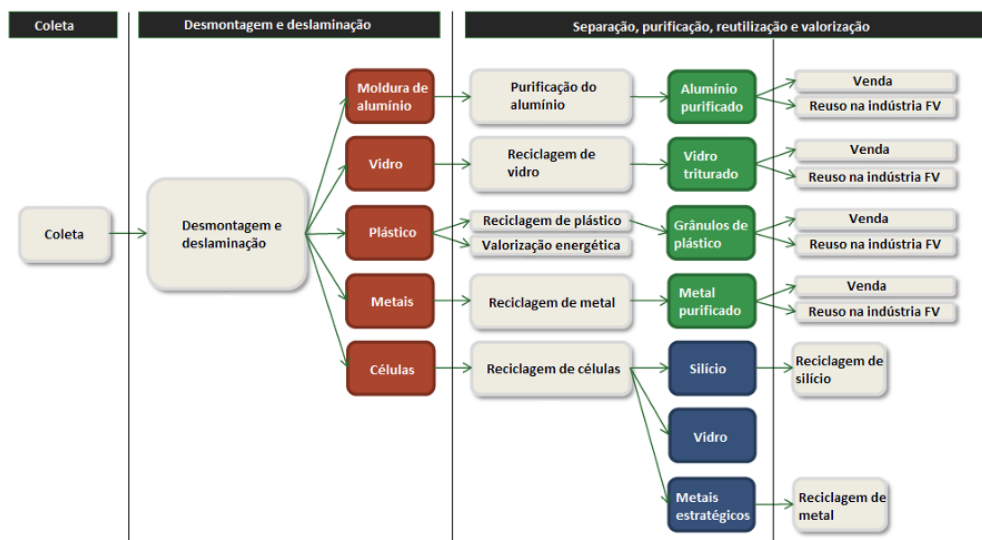 Coleta
Desmontagem e deslaminação
Separação, purificação, reutilização e valorização
Coleta
Desmontagem e
deslaminação
Moldura de
alumínio
Purificação do
alumínio
Alumínio
purificado
Venda
Reuso na indústria FV
Vidro
Reciclagem de
vidro
Vidro
triturado
Venda
Reuso na indústria FV
Plástico
Reciclagem de plástico
Valorização energética
Grânulos de
plástico
Venda
Reuso na indústria FV
Metais
Reciclagem de metal
Metal
purificado
Venda
Reuso na indústria FV
Células
Reciclagem de células
Silício
Reciclagem de
silício
Vidro
Metais
estratégicos
Reciclagem de
metal